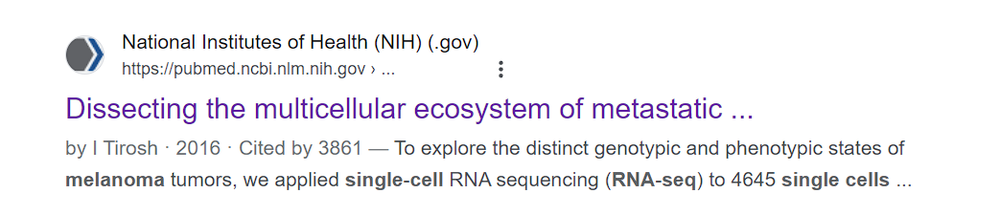 National Institutes of Health (NIH) (.gov)
https://pubmed.ncbi.nlm.nih.gov › ...
Dissecting the multicellular ecosystem of metastatic ...
by I Tirosh · 2016 · Cited by 3861 — To explore the distinct genotypic and phenotypic states of
melanoma tumors, we applied single-cell RNA sequencing (RNA-seq) to 4645 single cells ...